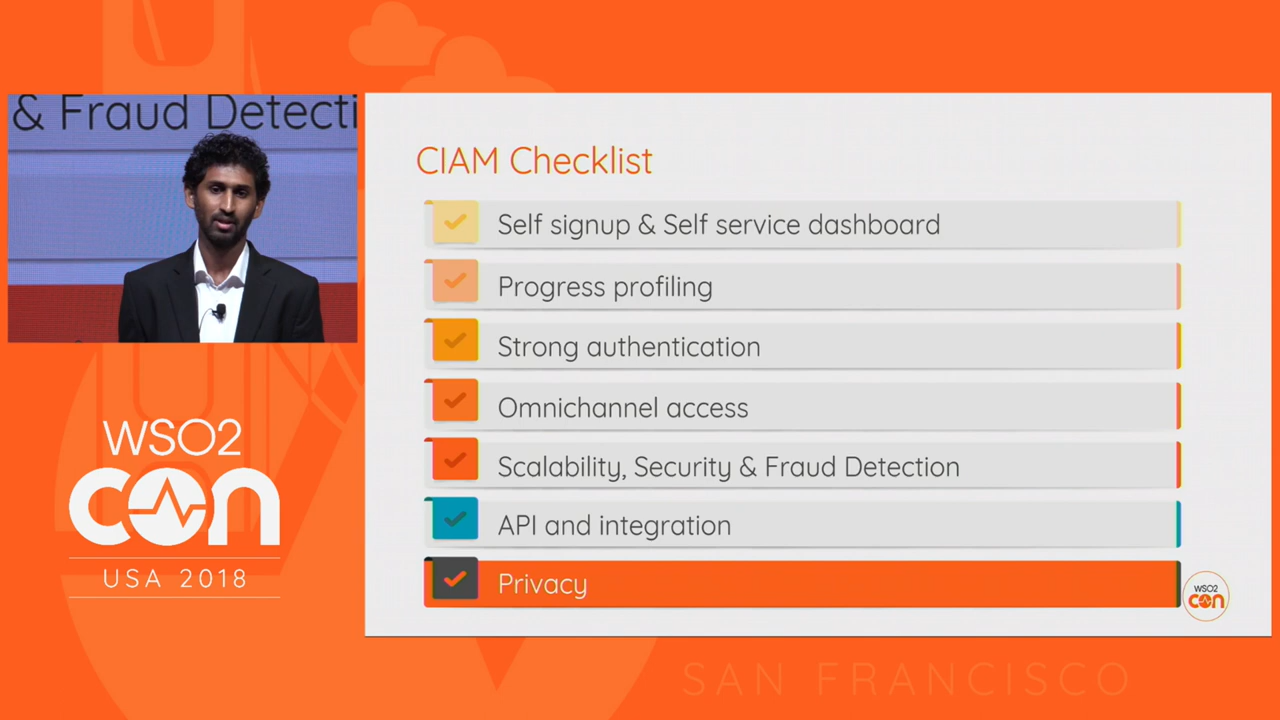 & Fraud Detecti
CIAM Checklist
Self signup & Self service dashboard
Progress profiling
Strong authentication
Omnichannel access
Scalability, Security & Fraud Detection
API and integration
Privacy
WSO2
con
WSO2
con
USA 2018
SAN FRANCISCO